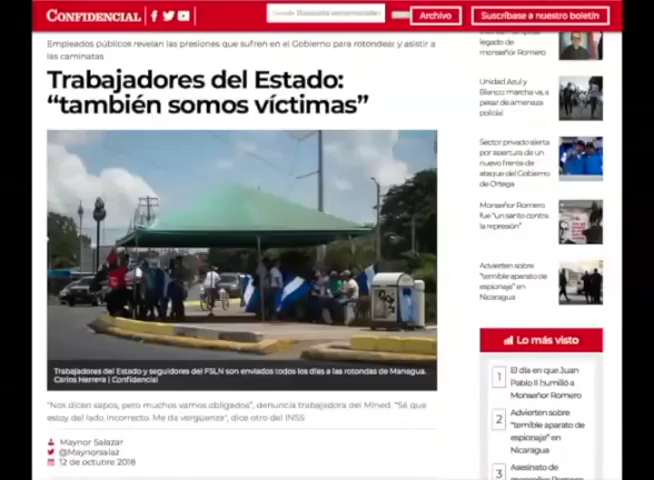 CONFIDENCIAL
Archivo
Suscríbase a nuestro boletín
Empleados públicos revelan las presiones que sufren en el Gobierno para rotondear y asistir a
las caminatas
Trabajadores del Estado:
“también somos víctimas”
Trabajadores del Estado y seguidores del FSLN son enviados todos los días a las rotondas de Managua.
Carlos Herrera | Confidencial
"Nos dicen sapos, pero muchos vamos obligados", denuncia trabajadora del Mined. "Sé que
estoy del lado incorrecto. Me da vergüenza", dice otro del INSS
Maynor Salazar
@Maynorsalaz
12 de octubre 2018
legado de
monseñor Romero
Unidad Azul y
Blanco: marcha va, a
pesar de amenaza
policial
Sector privado alerta
por apertura de un
nuevo frente de
ataque del Gobierno
de Ortega
Monseñor Romero
fue "un santo contra
la represión"
Advierten sobre
"terrible aparato de
espionaje" en
Nicaragua
Lo más visto
1 El día en que Juan
Pablo II humilló a
Monseñor Romero
2 Advierten sobre
"terrible aparato de
espionaje" en
Nicaragua
3 Asesinato de
monseñor Romero